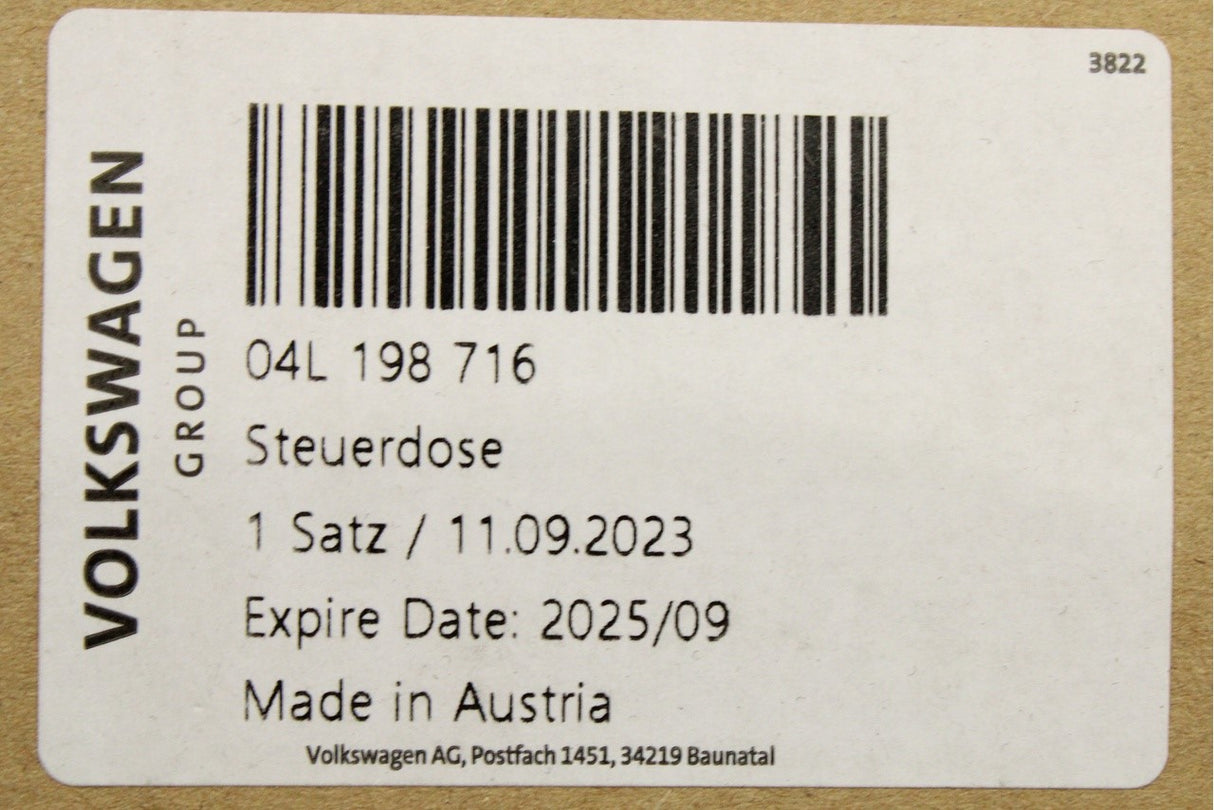 3822
VOLKSWAGEN
GROUP
04L 198 716
Steuerdose
1 Satz / 11.09.2023
Expire Date: 2025/09
Made in Austria
Volkswagen AG, Postfach 1451, 34219 Baunatal